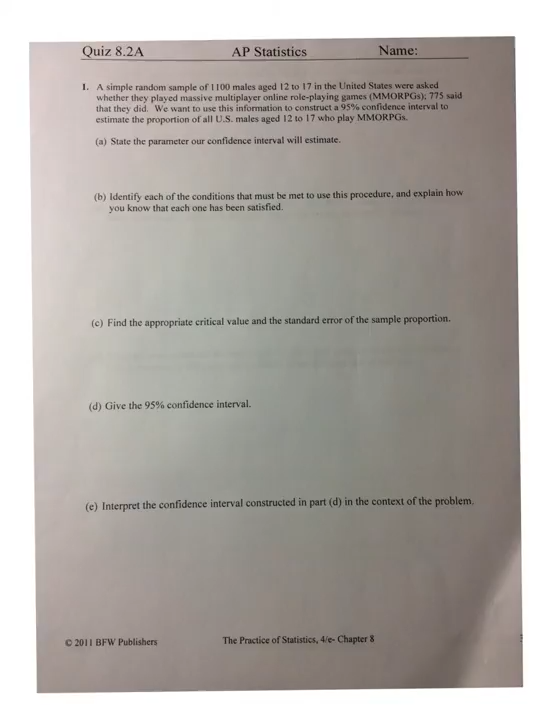 Quiz 8.2A AP Statistics Name:
1. A simple random sample of 1100 males aged 12 to 17 in the United States were asked
whether they played massive multiplayer online role-playing games (MMORPGs); 775 said
that they did. We want to use this information to construct a 95% confidence interval to
estimate the proportion of all U.S. males aged 12 to 17 who play MMORPGs.
(a) State the parameter our confidence interval will estimate.
(b) Identify each of the conditions that must be met to use this procedure, and explain how
you know that each one has been satisfied.
(c) Find the appropriate critical value and the standard error of the sample proportion.
(d) Give the 95% confidence interval.
(e) Interpret the confidence interval constructed in part (d) in the context of the problem.
© 2011 BFW Publishers The Practice of Statistics, 4/e- Chapter 8